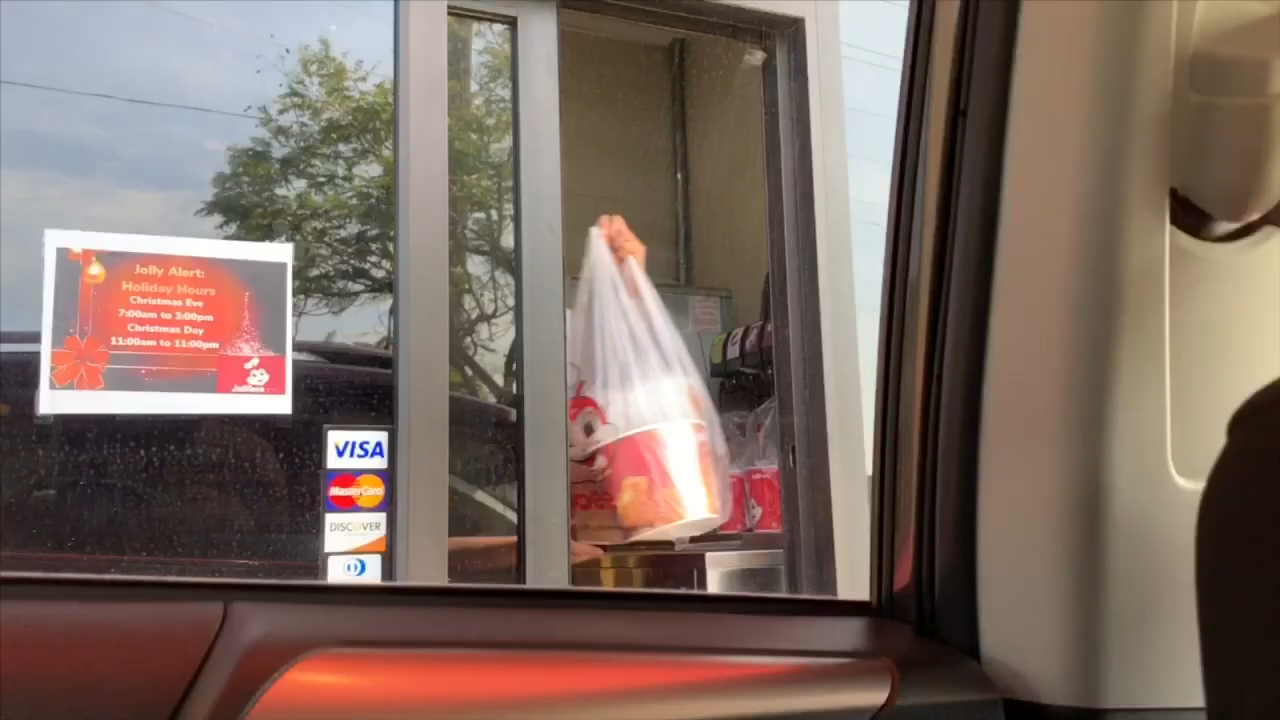 Jolly Alert:
Holiday Hours
Christmas Eve
7:00am to 3:00pm
Christmas Day
11:00am to 11:00pm
Jollibee
VISA
MasterCard
DISCOVER